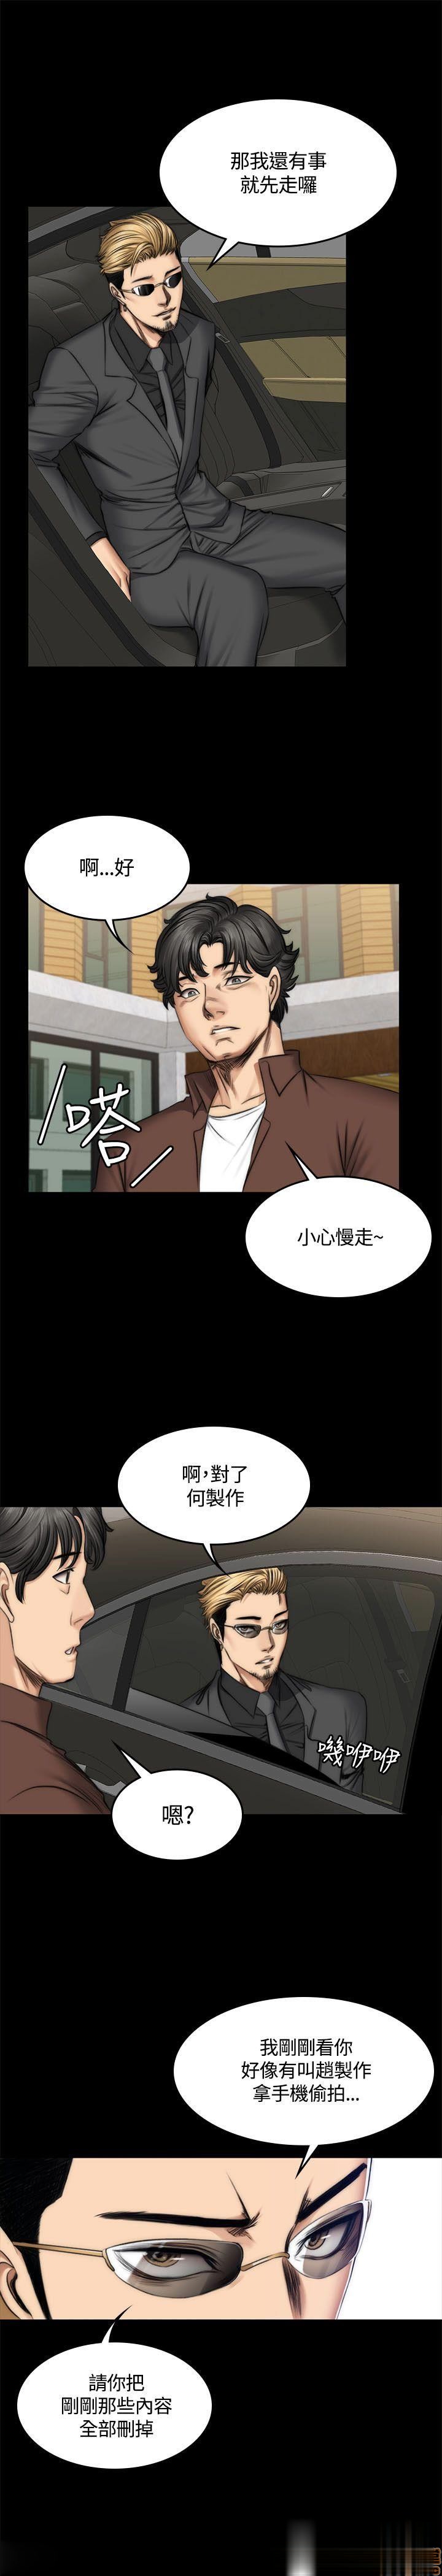 那我還有事
就先走囉
啊...好
嗒
小心慢走~
啊，對了
何製作
嘰咿咿
嗯?
我剛剛看你
好像有叫趙製作
拿手機偷拍...
請你把
剛剛那些內容
全部刪掉